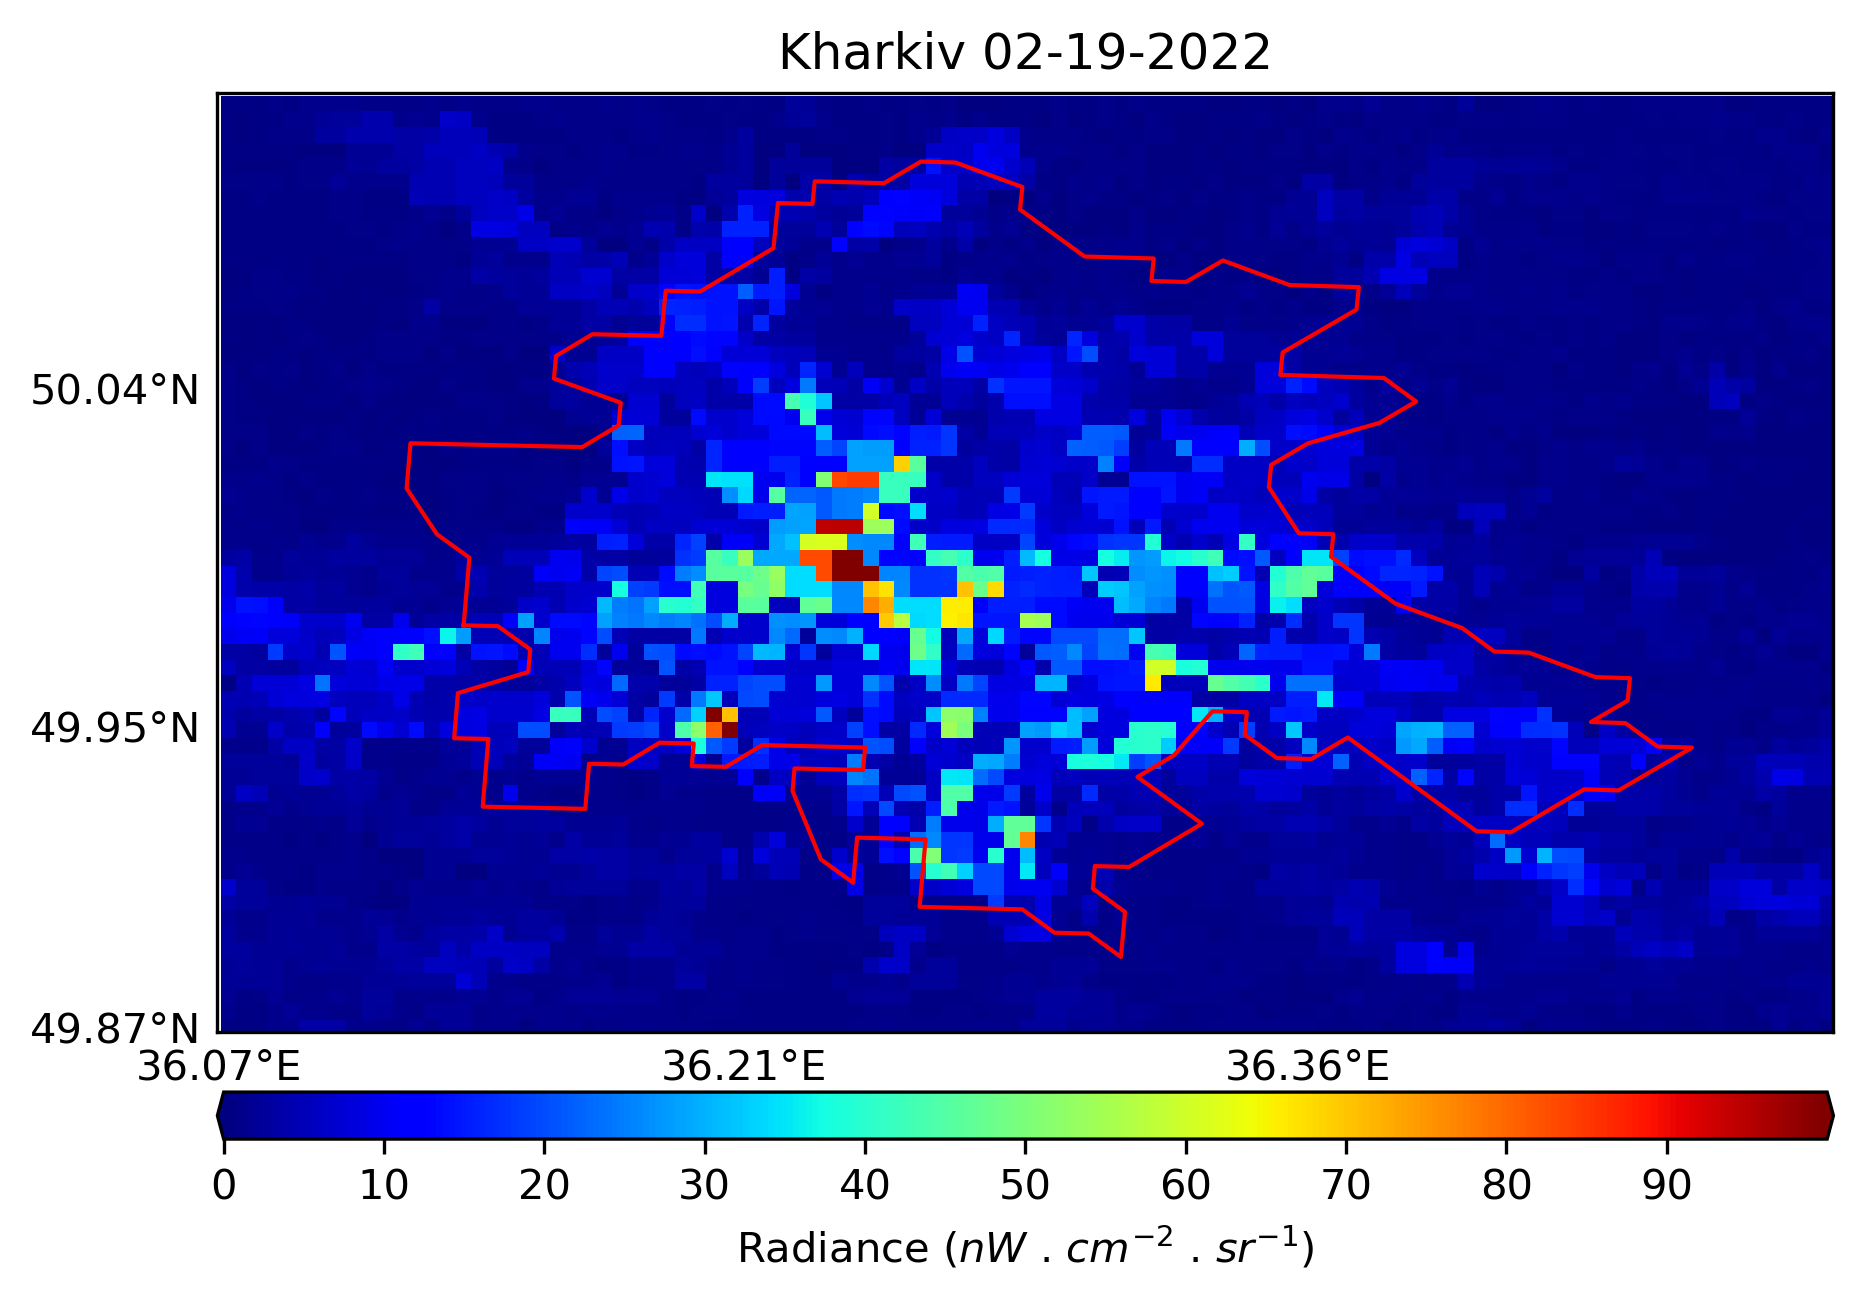 Kharkiv 02-19-2022
50.04°N
49.95°N
49.87°N
36.07°E 36.21°E 36.36°E
0 10 20 30 40 50 60 70 80 90
Radiance (nW . cm⁻² . sr⁻¹)